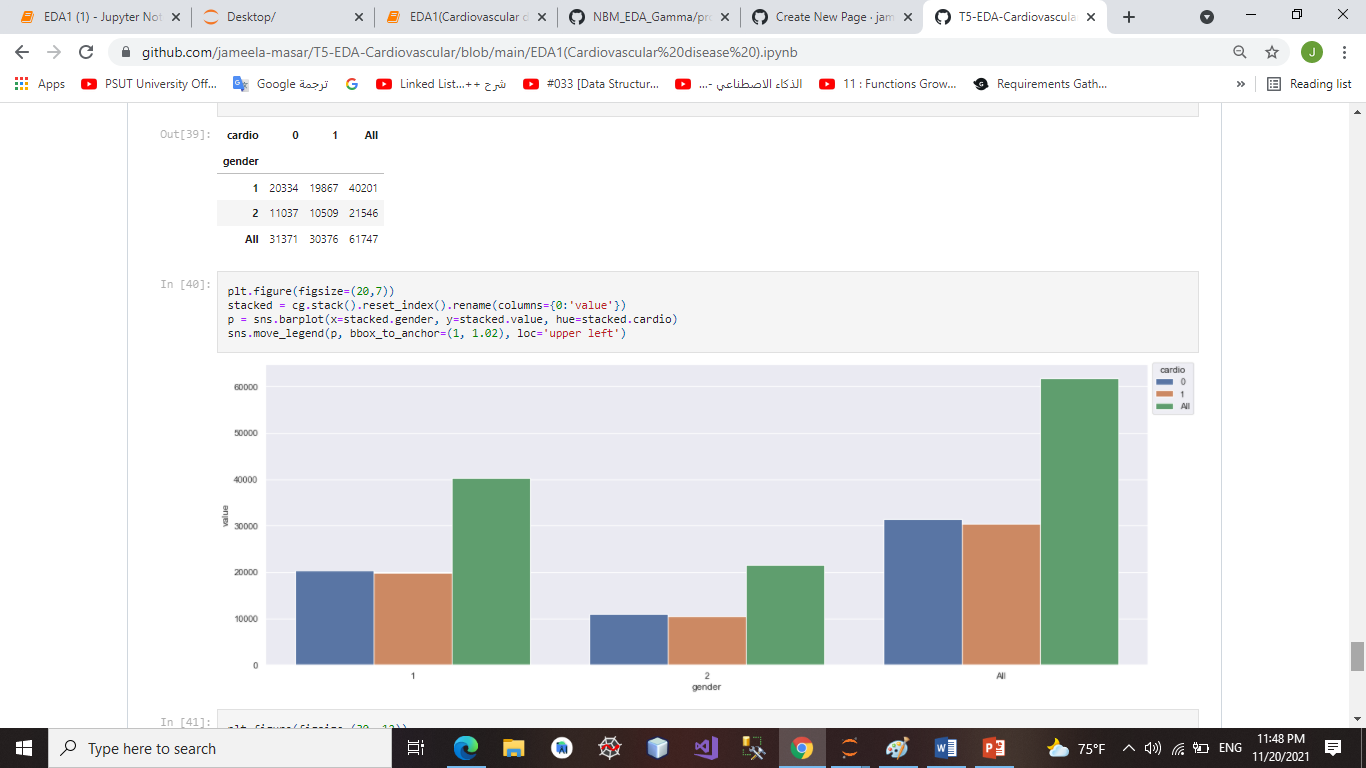 EDA1 (1) - Jupyter Not
Desktop/
EDA1(Cardiovascular d
NBM_EDA_Gamma/pro
Create New Page · jam
T5-EDA-Cardiovascula
github.com/jameela-masar/T5-EDA-Cardiovascular/blob/main/EDA1(Cardiovascular%20disease%20).ipynb
J
Apps
PSUT University Off...
ترجمة Google
Linked List...++شرح
#033 [Data Structur...
الذكاء الاصطناعي -...
11 : Functions Grow...
Requirements Gath...
»
Reading list
Out[39]:
cardio 0 1 All
gender
1 20334 19867 40201
2 11037 10509 21546
All 31371 30376 61747
In [40]:
plt.figure(figsize=(20,7))
stacked = cg.stack().reset_index().rename(columns={0:'value'})
p = sns.barplot(x=stacked.gender, y=stacked.value, hue=stacked.cardio)
sns.move_legend(p, bbox_to_anchor=(1, 1.02), loc='upper left')
cardio
0
1
All
60000
50000
40000
30000
20000
10000
0
value
1 2 All
gender
In [41]:
Type here to search
75°F
ENG
11:48 PM
11/20/2021